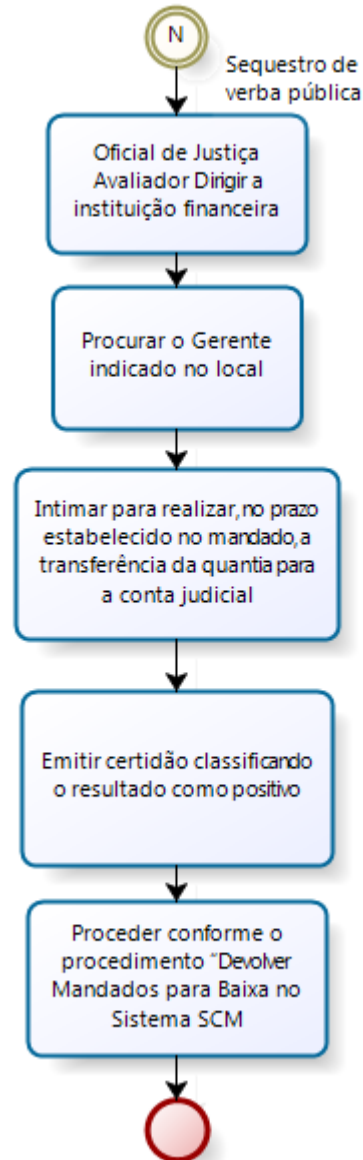 N
Sequestro de
verba pública
Oficial de Justiça
Avaliador Dirigir a
instituição financeira
Procurar o Gerente
indicado no local
Intimar para realizar, no prazo
estabelecido no mandado, a
transferência da quantia para
a conta judicial
Emitir certidão classificando
o resultado como positivo
Proceder conforme o
procedimento “Devolver
Mandados para Baixa no
Sistema SCM